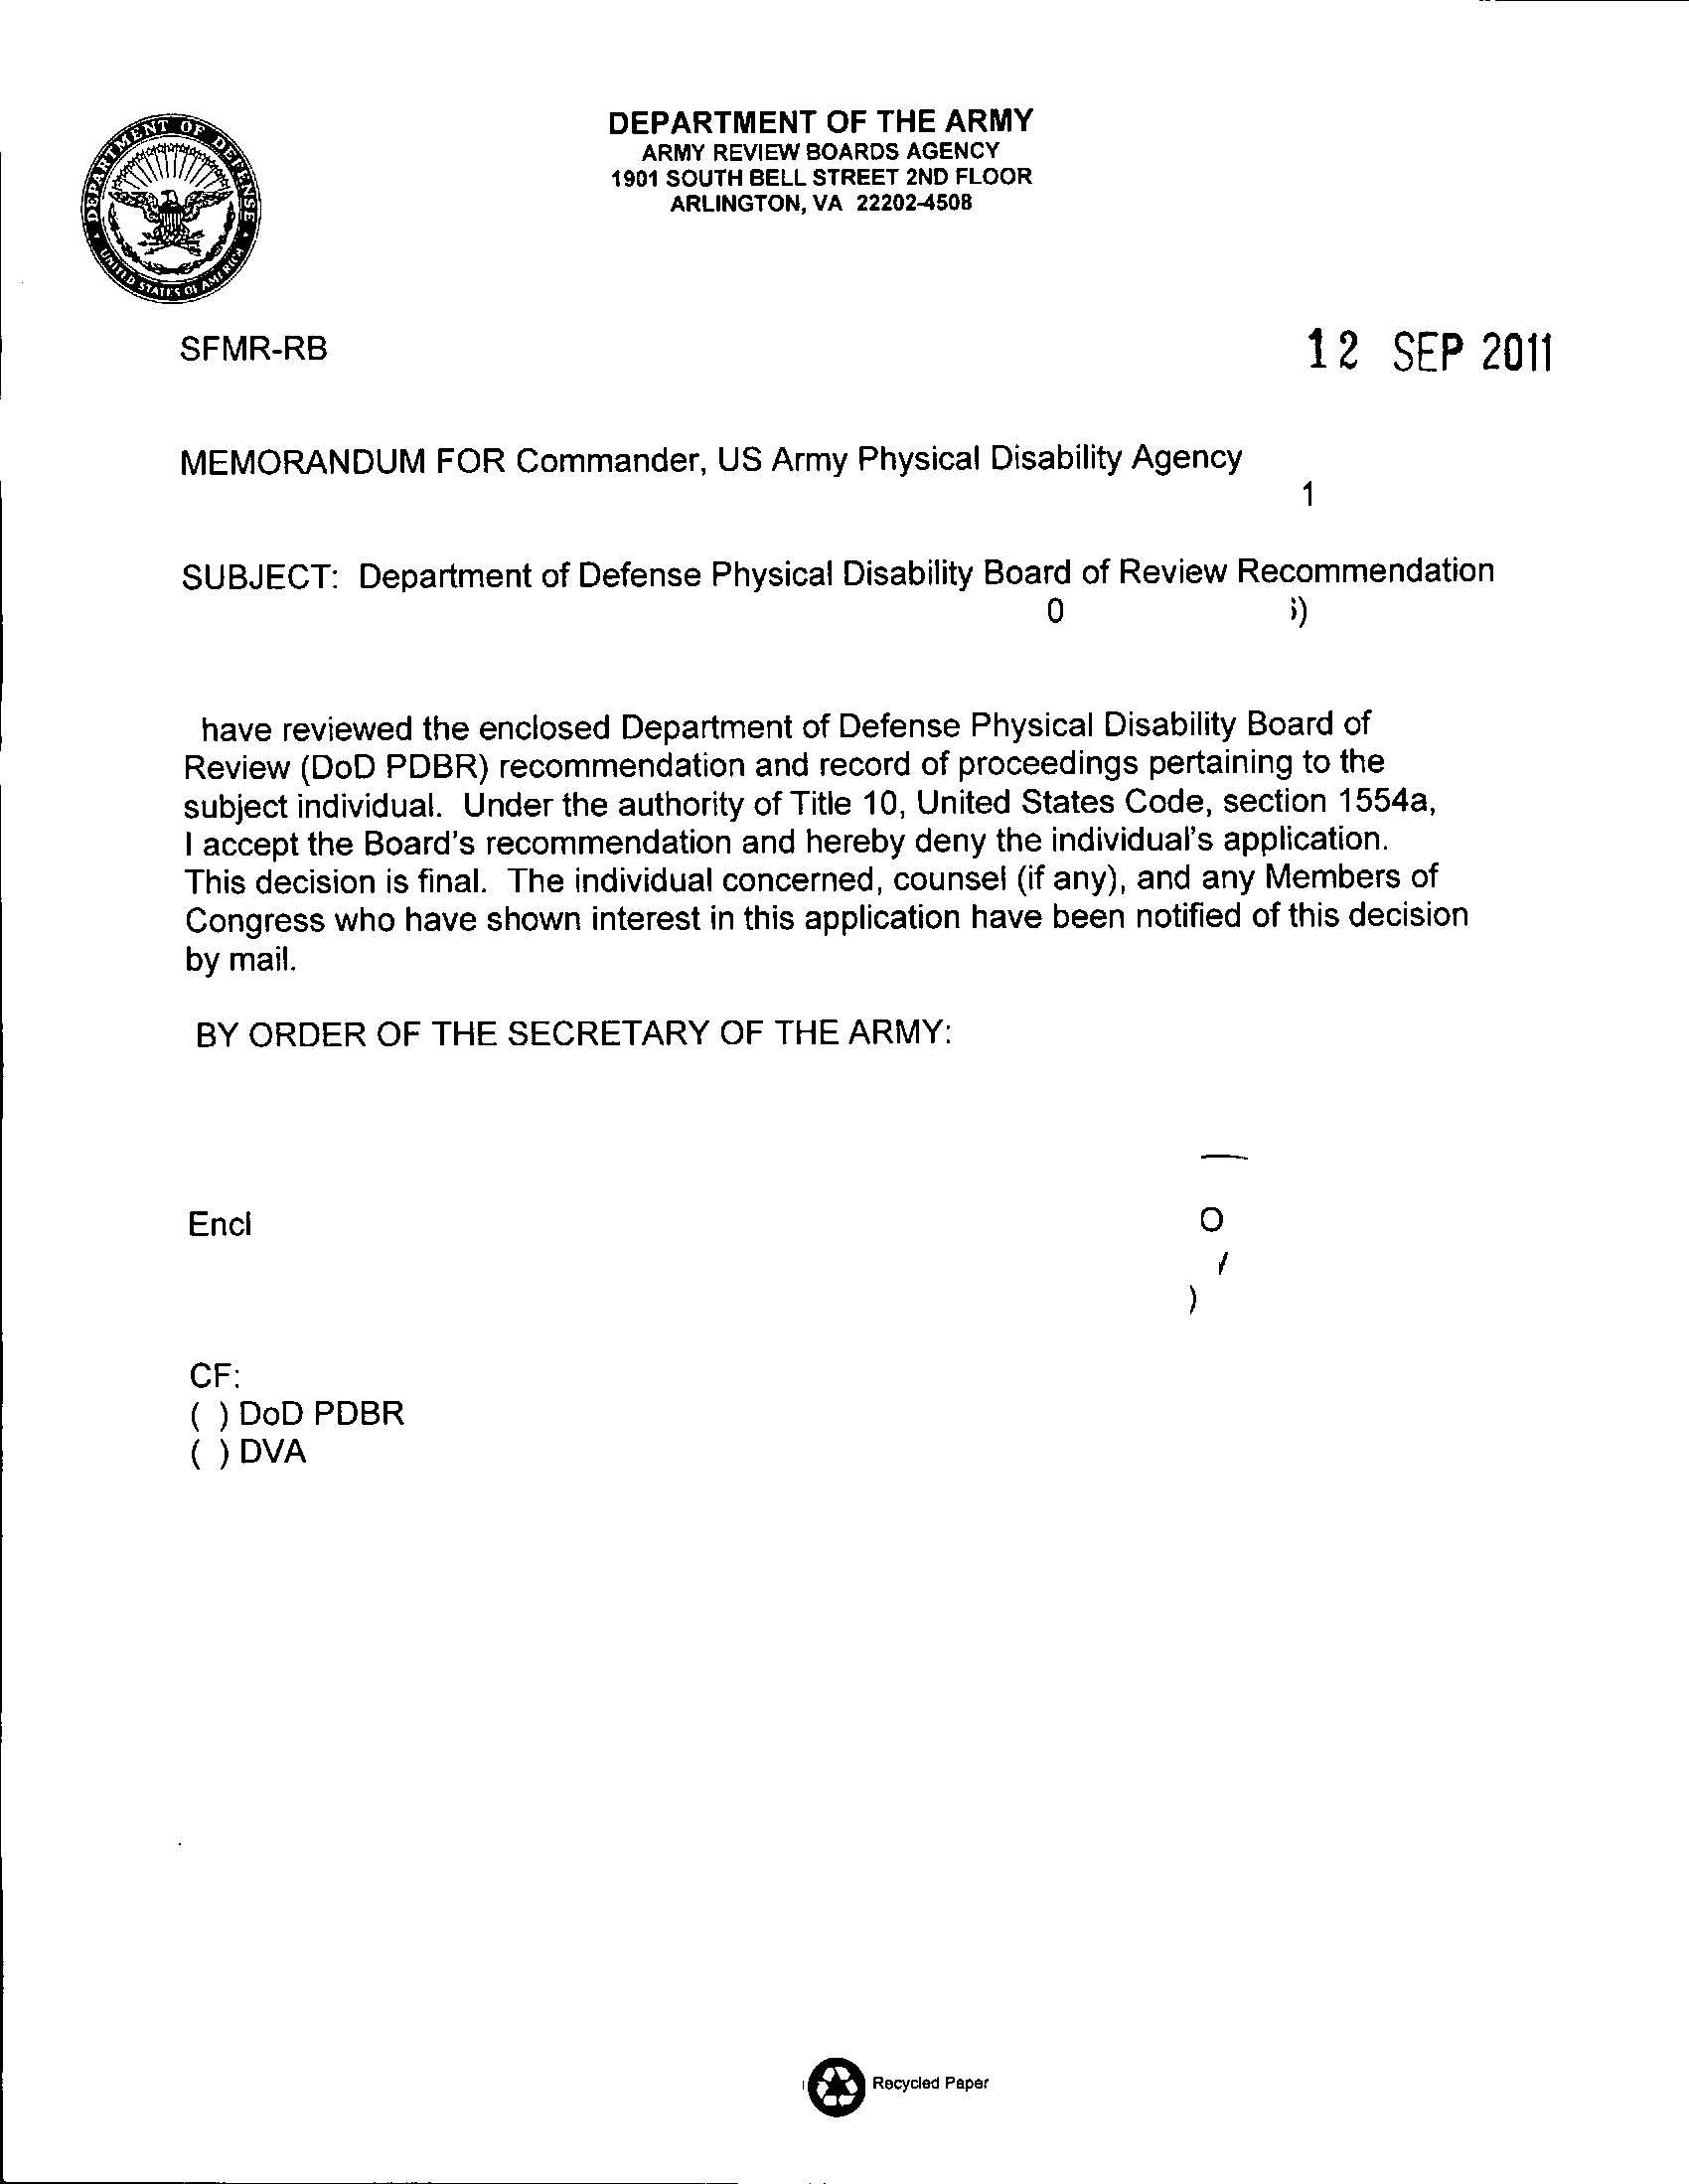 DEPARTMENT OF DEFENSE
UNITED STATES OF AMERICA
DEPARTMENT OF THE ARMY
ARMY REVIEW BOARDS AGENCY
1901 SOUTH BELL STREET 2ND FLOOR
ARLINGTON, VA 22202-4508
SFMR-RB
12 SEP 2011
MEMORANDUM FOR Commander, US Army Physical Disability Agency
1
SUBJECT: Department of Defense Physical Disability Board of Review Recommendation
0 i)
have reviewed the enclosed Department of Defense Physical Disability Board of
Review (DoD PDBR) recommendation and record of proceedings pertaining to the
subject individual. Under the authority of Title 10, United States Code, section 1554a,
I accept the Board's recommendation and hereby deny the individual's application.
This decision is final. The individual concerned, counsel (if any), and any Members of
Congress who have shown interest in this application have been notified of this decision
by mail.
BY ORDER OF THE SECRETARY OF THE ARMY:
Encl
O
)
CF:
( ) DoD PDBR
( ) DVA
Recycled Paper